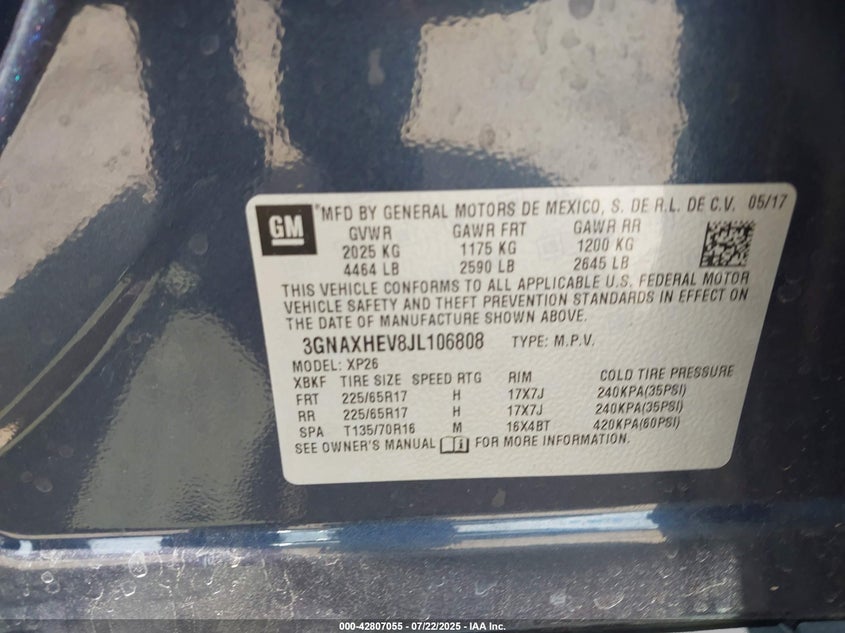 GM
*MFD BY GENERAL MOTORS DE MEXICO, S. DE R.L. DE C.V. 05/17
GVWR GAWR FRT GAWR RR
2025 KG 1175 KG 1200 KG
4464 LB 2590 LB 2645 LB
THIS VEHICLE CONFORMS TO ALL APPLICABLE U.S. FEDERAL MOTOR
VEHICLE SAFETY AND THEFT PREVENTION STANDARDS IN EFFECT ON
THE DATE OF MANUFACTURE SHOWN ABOVE.
3GNAXHEV8JL106808 TYPE: M.P.V.
MODEL: XP26
XBKF TIRE SIZE SPEED RTG RIM COLD TIRE PRESSURE
FRT 225/65R17 H 17X7J 240KPA(35PSI)
RR 225/65R17 H 17X7J 240KPA(35PSI)
SPA T135/70R16 M 16X4BT 420KPA(60PSI)
SEE OWNER'S MANUAL FOR MORE INFORMATION.
000-42807055 - 07/22/2025 - IAA Inc.